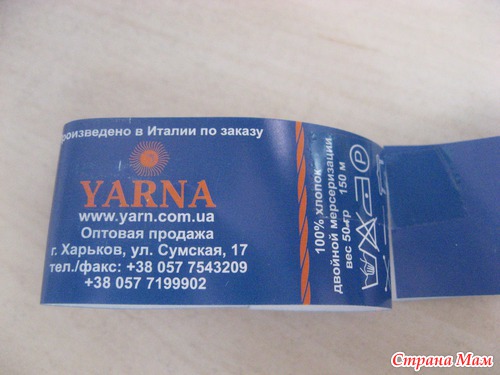 произведено в Италии по заказу
YARNA
www.yarn.com.ua
Оптовая продажа
г. Харьков, ул. Сумская, 17
тел./факс: +38 057 7543209
+38 057 7199902
100% хлопок
двойной мерсеризации
вес 50 гр 150 м
P
Страна Мам